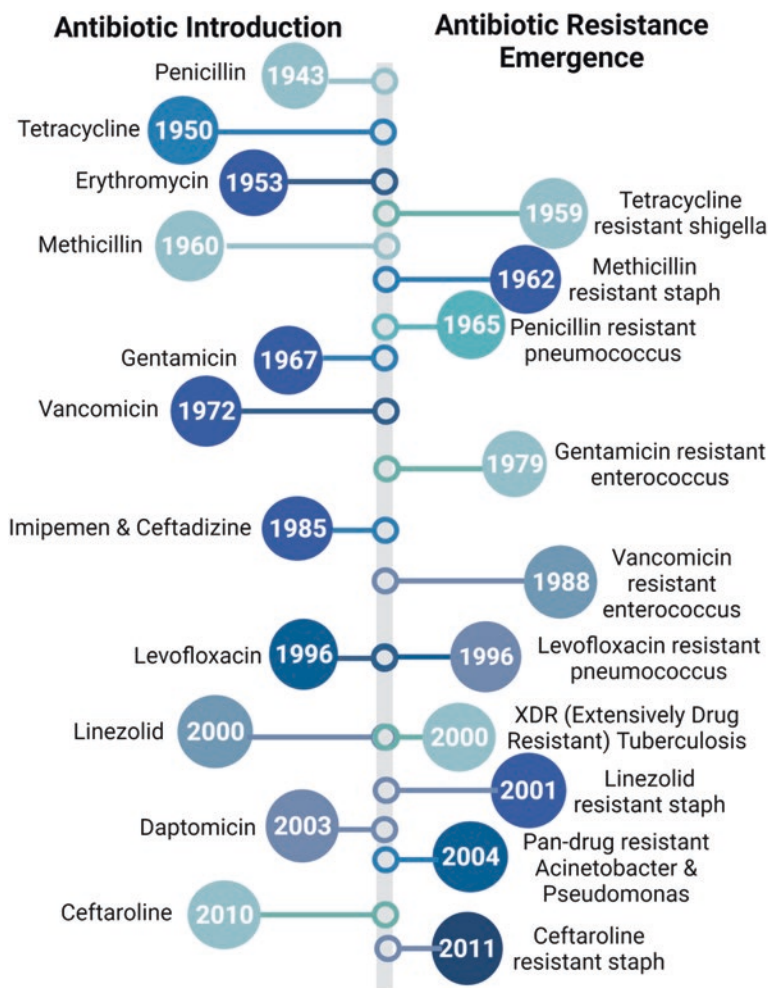 Antibiotic Introduction
Antibiotic Resistance
Emergence
Penicillin
1943
Tetracycline
1950
Erythromycin
1953
1959
Tetracycline
resistant shigella
Methicillin
1960
1962
Methicillin
resistant staph
1965
Penicillin resistant
pneumococcus
Gentamicin
1967
Vancomicin
1972
1979
Gentamicin resistant
enterococcus
Imipemen & Ceftadizine
1985
1988
Vancomicin
resistant
enterococcus
Levofloxacin
1996
1996
Levofloxacin resistant
pneumococcus
Linezolid
2000
2000
XDR (Extensively Drug
Resistant) Tuberculosis
2001
Linezolid
resistant staph
Daptomicin
2003
2004
Pan-drug resistant
Acinetobacter &
Pseudomonas
Ceftaroline
2010
2011
Ceftaroline
resistant staph